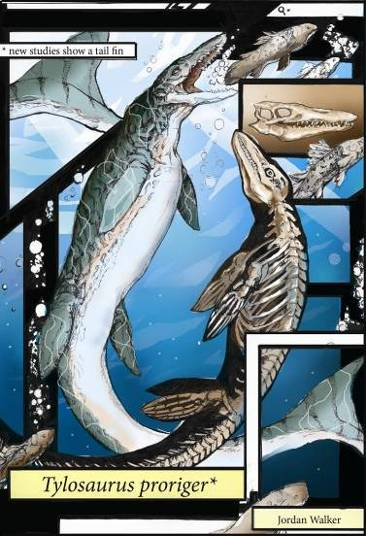 * new studies show a tail fin
Tylosaurus proriger*
Jordan Walker